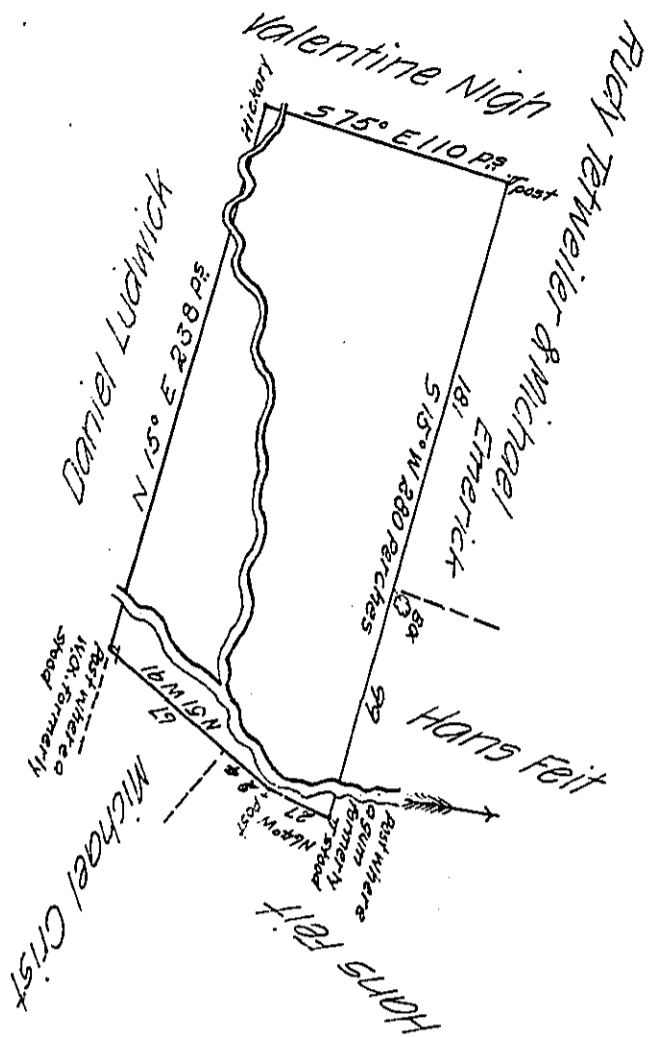 Valentine Nigh
Hickory
S 75° E 110 Ps.
post
Rudy Tetweiler & Michael
Emerick
Daniel Ludwick
N 15° E 238 Ps.
181
S 15° W 280 Perches
BO
99
Hans Feit
Post where a
W.O. formerly
stood
N 51 W 91
67
Michael Crist
Post
N 64° W
27
Post where
a gum
formerly
stood
Hans Feit